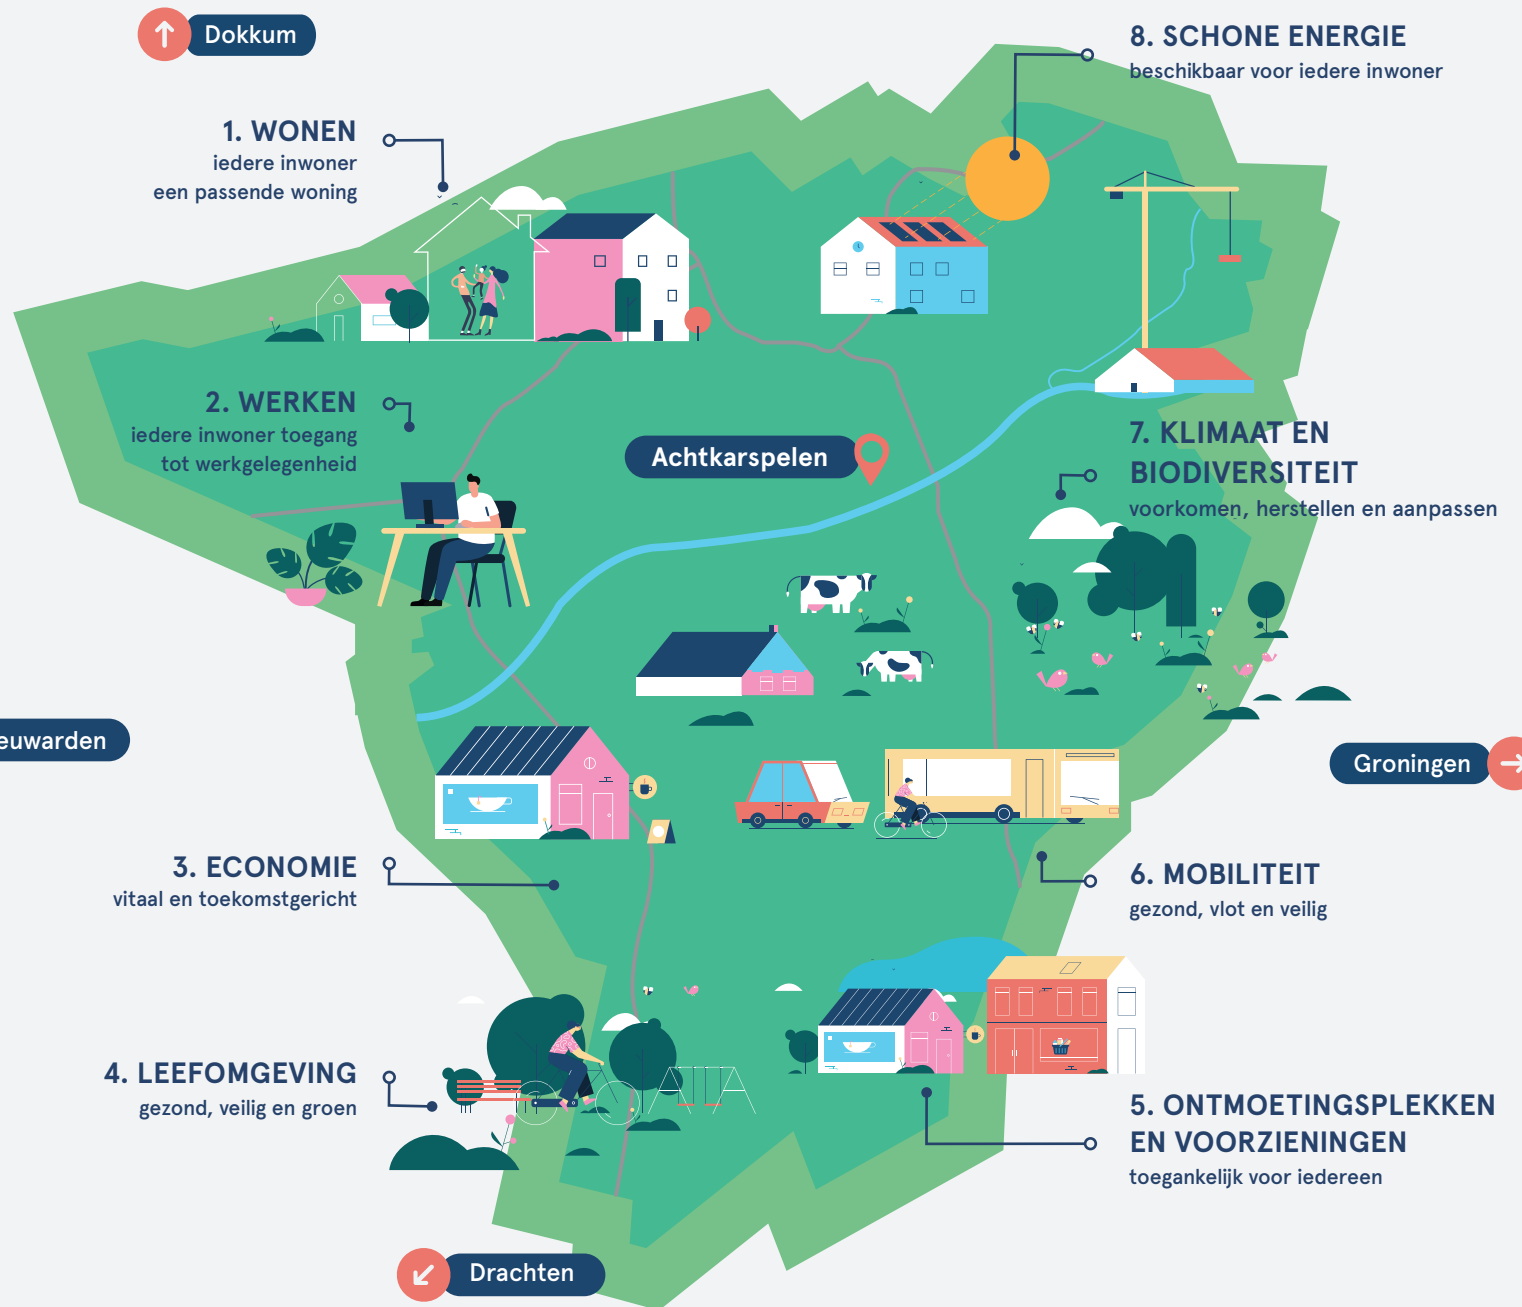 Dokkum
8. SCHONE ENERGIE
beschikbaar voor iedere inwoner
1. WONEN
iedere inwoner
een passende woning
2. WERKEN
iedere inwoner toegang
tot werkgelegenheid
Achtkarspelen
7. KLIMAAT EN
BIODIVERSITEIT
voorkomen, herstellen en aanpassen
euwarden
Groningen
3. ECONOMIE
vitaal en toekomstgericht
6. MOBILITEIT
gezond, vlot en veilig
4. LEEFOMGEVING
gezond, veilig en groen
5. ONTMOETINGSPLEKKEN
EN VOORZIENINGEN
toegankelijk voor iedereen
Drachten